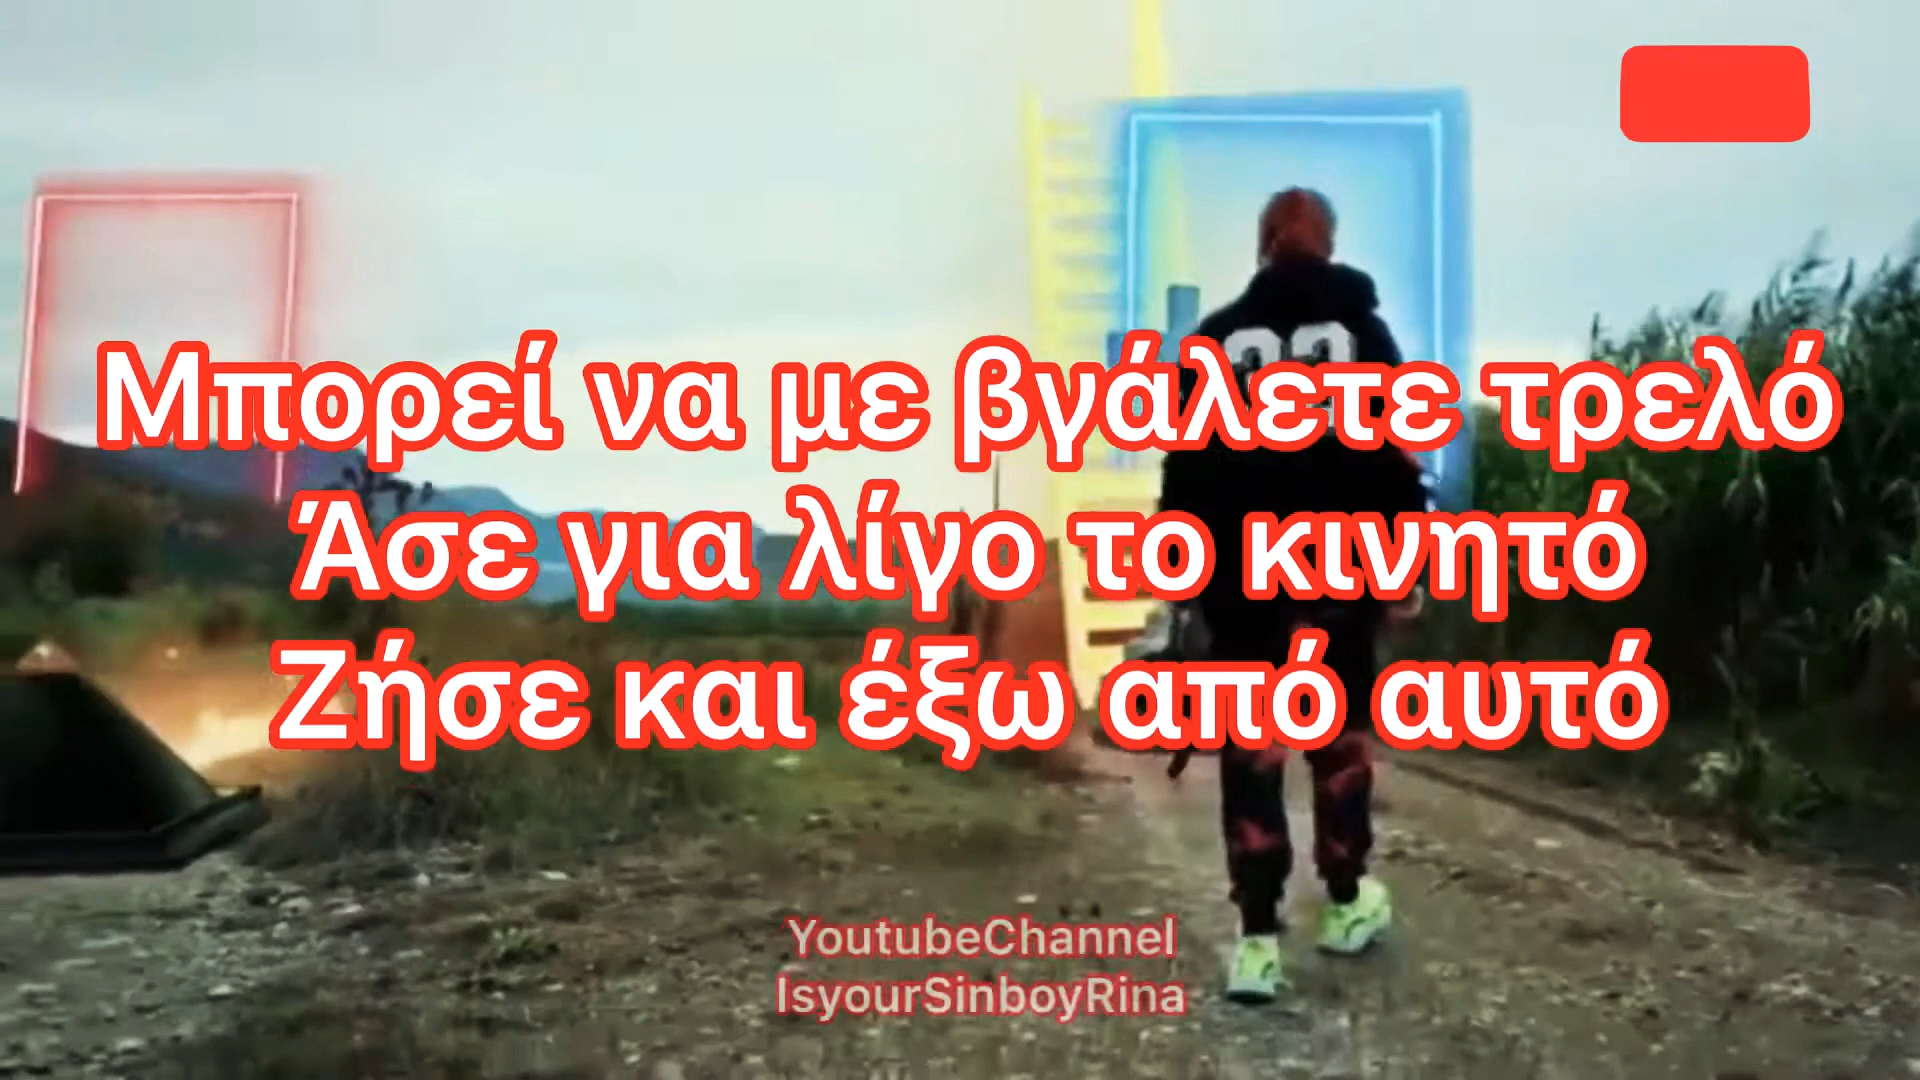 Μπορεί να με βγάλετε τρελό
Άσε για λίγο το κινητό
Ζήσε και έξω από αυτό
YoutubeChannel
IsyourSinboyRina